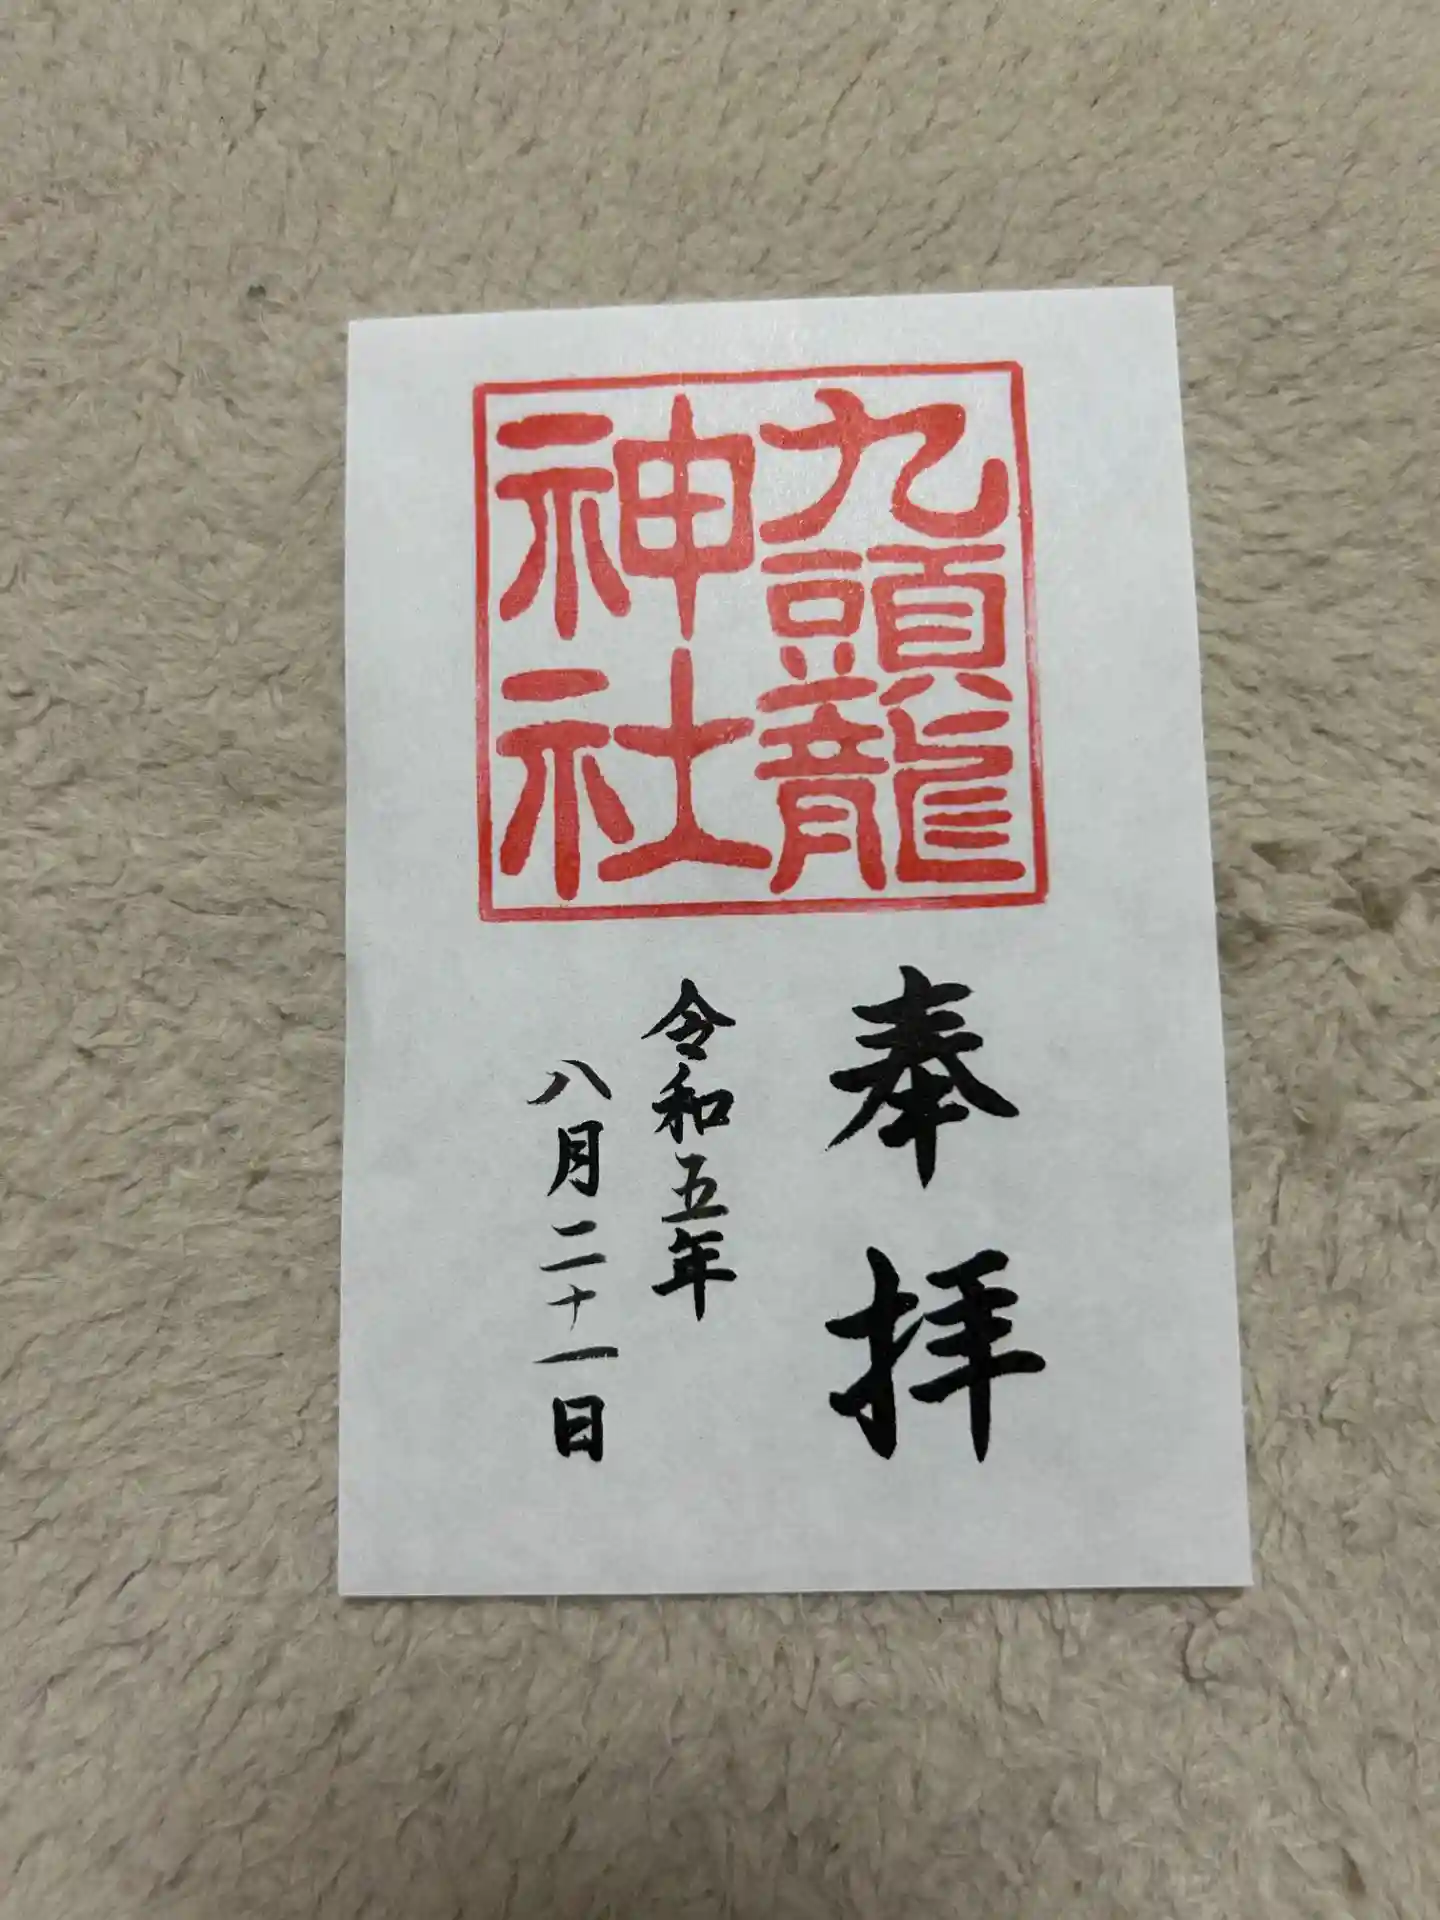 九頭龍
神社
奉拝
令和五年
八月二十一日